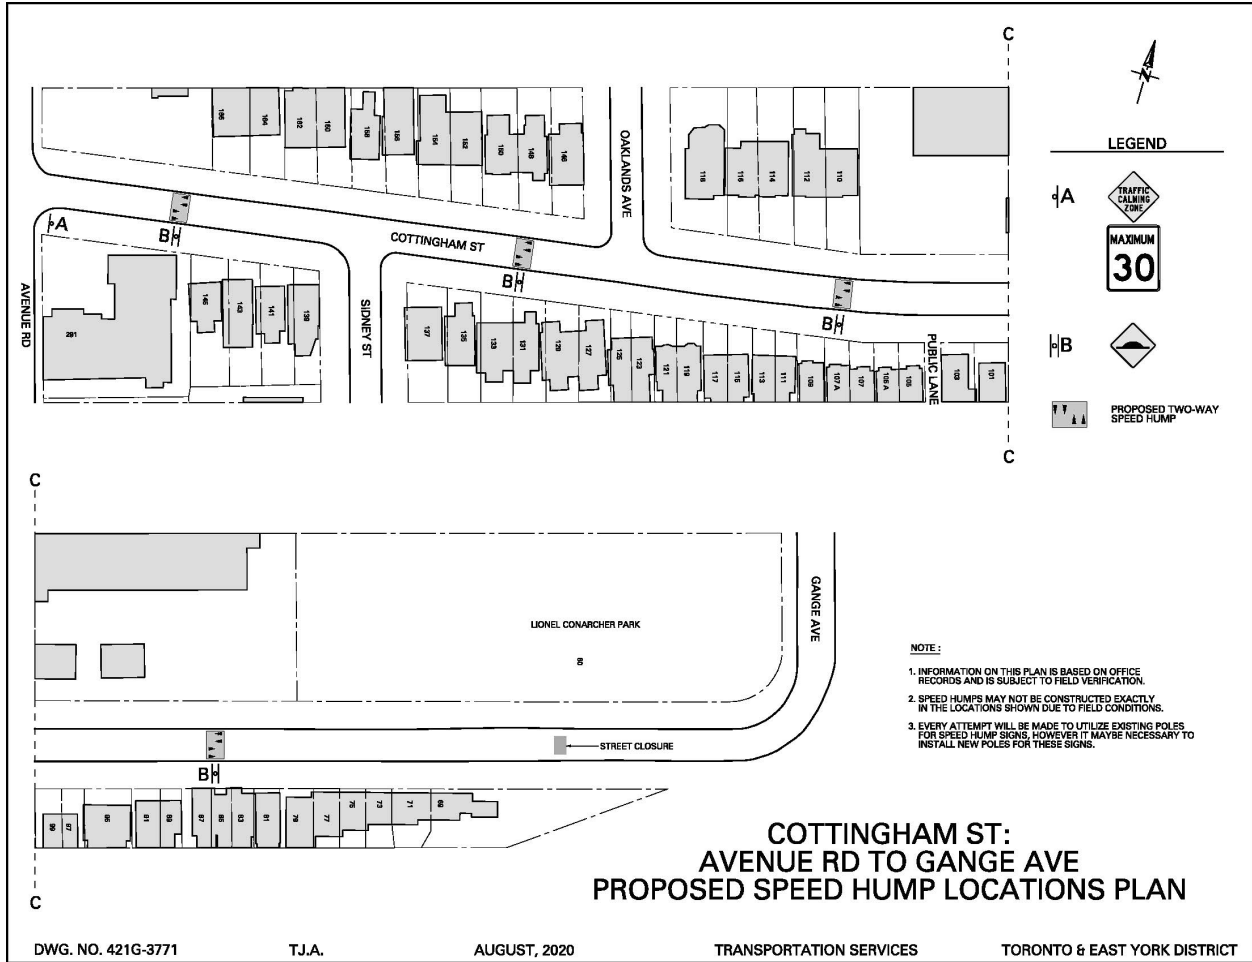 C
N
LEGEND
A
TRAFFIC
CALMING
ZONE
MAXIMUM
30
B
PROPOSED TWO-WAY
SPEED HUMP
166
164
162
160
158
156
154
152
150
148
146
OAKLANDS AVE
118
116
114
112
110
A
B
COTTINGHAM ST
B
B
AVENUE RD
291
145
143
141
139
SIDNEY ST
137
135
133
131
129
127
125
123
121
119
117
115
113
111
109
107 A
107
105 A
105
PUBLIC LANE
103
101
C
C
LIONEL CONARCHER PARK
80
GANGE AVE
STREET CLOSURE
B
99
97
95
91
89
87
85
83
81
79
77
75
73
71
69
C
NOTE :
1. INFORMATION ON THIS PLAN IS BASED ON OFFICE
RECORDS AND IS SUBJECT TO FIELD VERIFICATION.
2. SPEED HUMPS MAY NOT BE CONSTRUCTED EXACTLY
IN THE LOCATIONS SHOWN DUE TO FIELD CONDITIONS.
3. EVERY ATTEMPT WILL BE MADE TO UTILIZE EXISTING POLES
FOR SPEED HUMP SIGNS, HOWEVER IT MAYBE NECESSARY TO
INSTALL NEW POLES FOR THESE SIGNS.
COTTINGHAM ST:
AVENUE RD TO GANGE AVE
PROPOSED SPEED HUMP LOCATIONS PLAN
DWG. NO. 421G-3771
T.J.A.
AUGUST, 2020
TRANSPORTATION SERVICES
TORONTO & EAST YORK DISTRICT